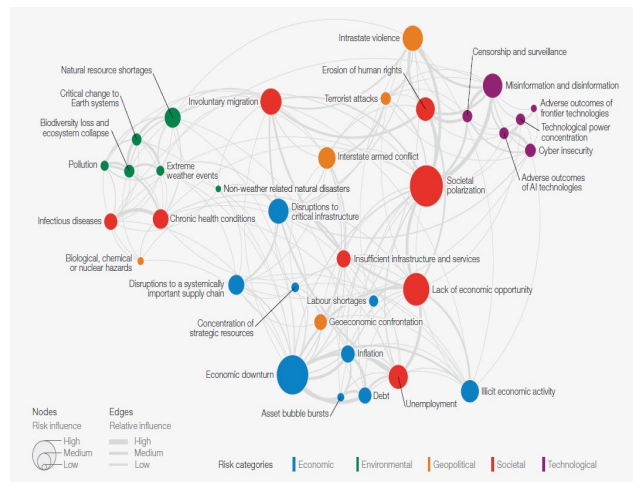 Intrastate violence
Censorship and surveillance
Natural resource shortages
Erosion of human rights
Misinformation and disinformation
Critical change to
Earth systems
Involuntary migration
Terrorist attacks
Adverse outcomes of
frontier technologies
Biodiversity loss and
ecosystem collapse
Technological power
concentration
Cyber insecurity
Pollution
Extreme
weather events
Interstate armed conflict
Adverse outcomes
of AI technologies
Non-weather related natural disasters
Societal
polarization
Infectious diseases
Chronic health conditions
Disruptions to
critical infrastructure
Biological, chemical
or nuclear hazards
Insufficient infrastructure and services
Disruptions to a systemically
important supply chain
Lack of economic opportunity
Labour shortages
Concentration of
strategic resources
Geoeconomic confrontation
Inflation
Economic downturn
Illicit economic activity
Debt
Unemployment
Asset bubble bursts
Nodes
Risk influence
High
Medium
Low
Edges
Relative influence
High
Medium
Low
Risk categories
Economic
Environmental
Geopolitical
Societal
Technological